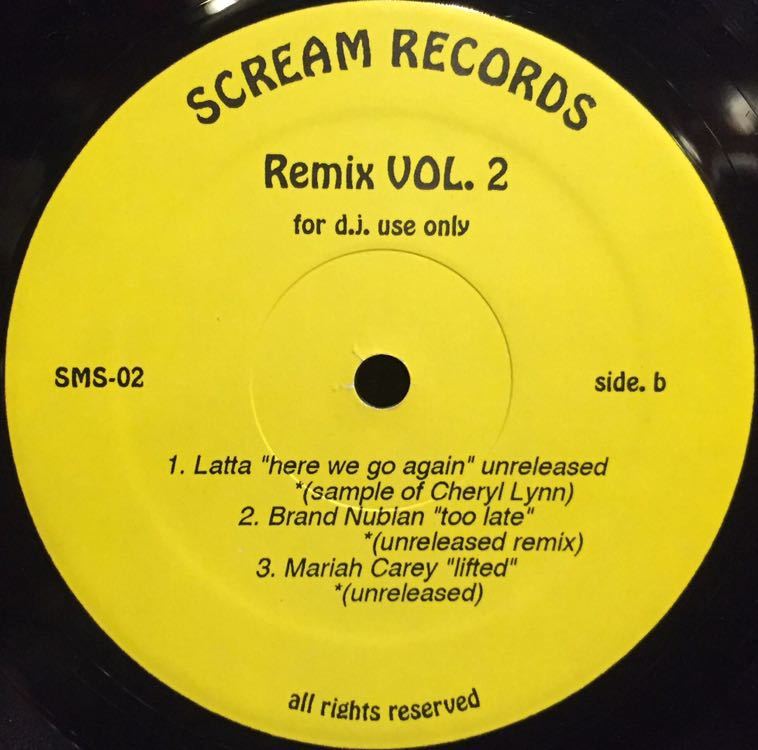 SCREAM RECORDS
Remix VOL. 2
for d.j. use only
SMS-02
side. b
1. Latta "here we go again" unreleased
*(sample of Cheryl Lynn)
2. Brand Nubian "too late"
*(unreleased remix)
3. Mariah Carey "lifted"
*(unreleased)
all rights reserved